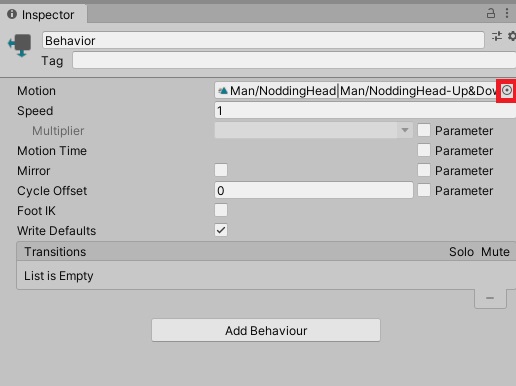 Inspector
Behavior
Tag
Motion Man/NoddingHead|Man/NoddingHead-Up&Dow
Speed 1
Multiplier Parameter
Motion Time Parameter
Mirror Parameter
Cycle Offset 0 Parameter
Foot IK
Write Defaults
Transitions Solo Mute
List is Empty
Add Behaviour